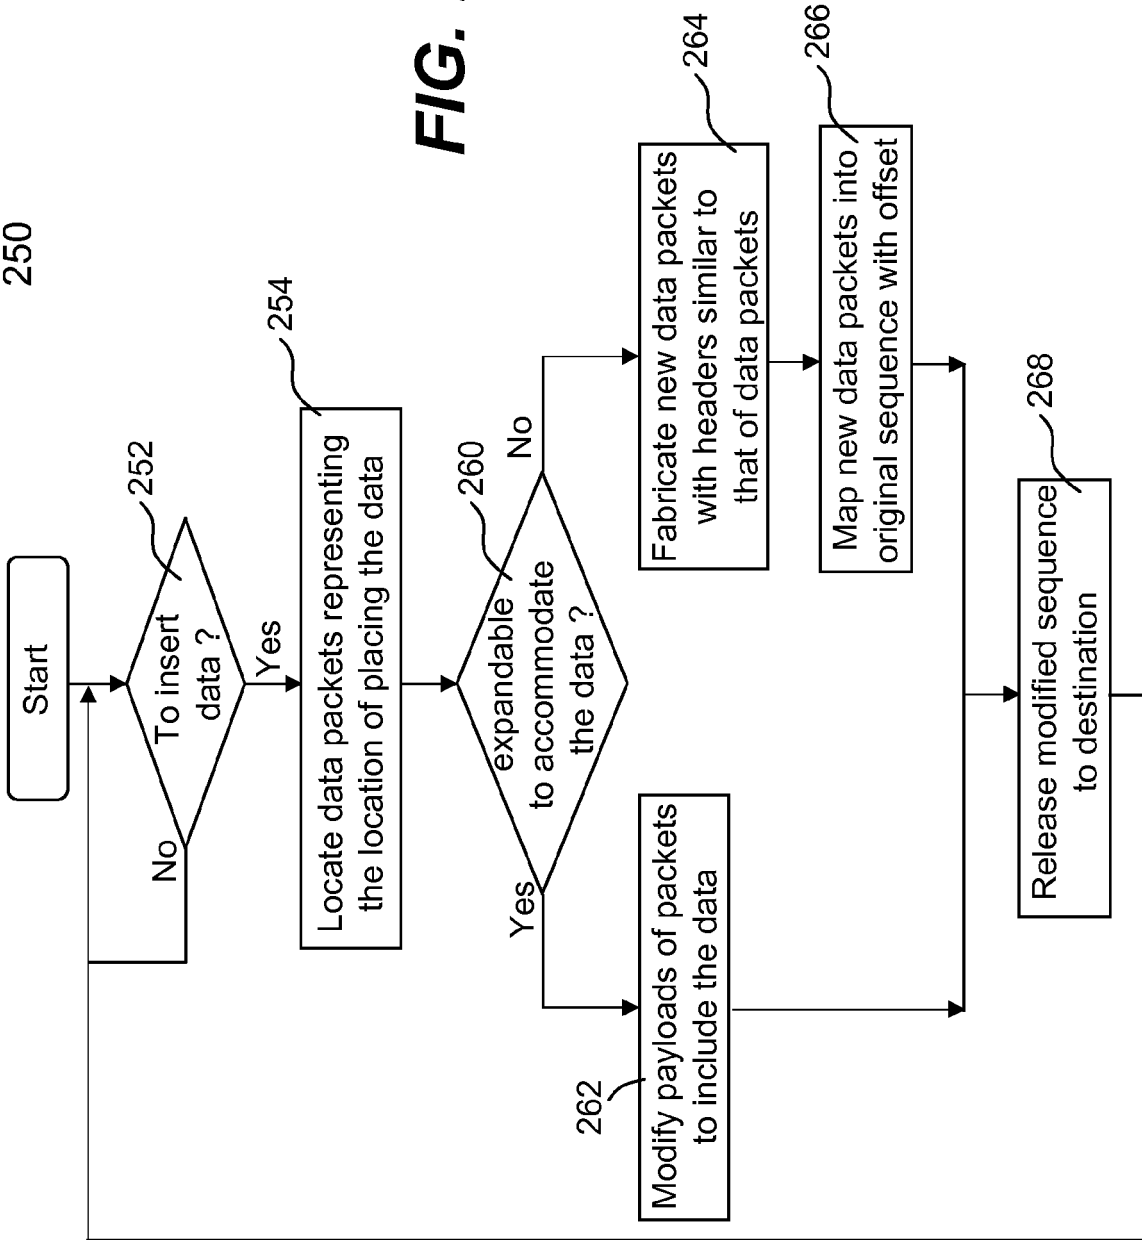 250
Start
252
To insert
data ?
No
Yes
254
Locate data packets representing
the location of placing the data
260
expandable
to accommodate
the data ?
Yes
No
262
Modify payloads of packets
to include the data
264
Fabricate new data packets
with headers similar to
that of data packets
266
Map new data packets into
original sequence with offset
268
Release modified sequence
to destination
FIG.